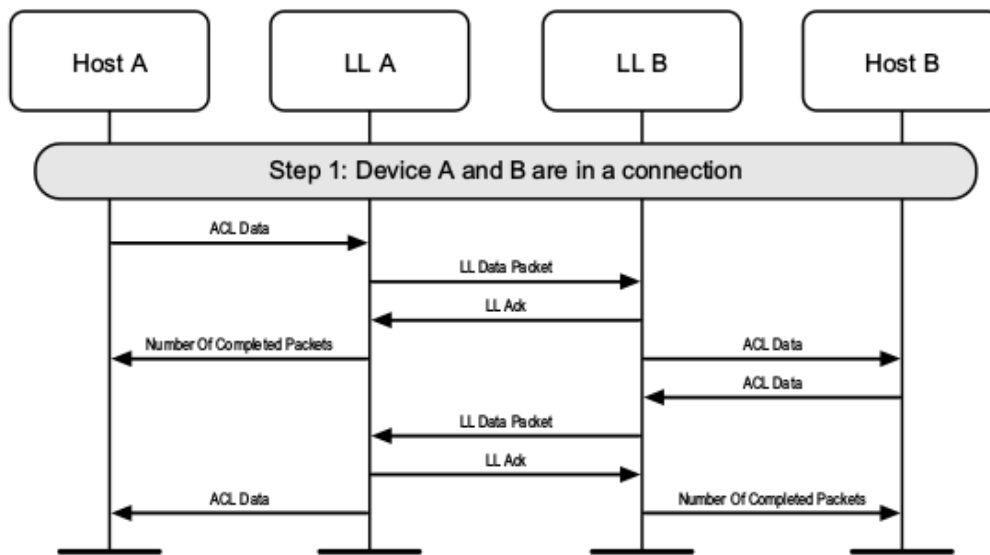 Host A
LL A
LL B
Host B
Step 1: Device A and B are in a connection
ACL Data
LL Data Packet
LL Ack
Number Of Completed Packets
ACL Data
ACL Data
LL Data Packet
LL Ack
ACL Data
Number Of Completed Packets